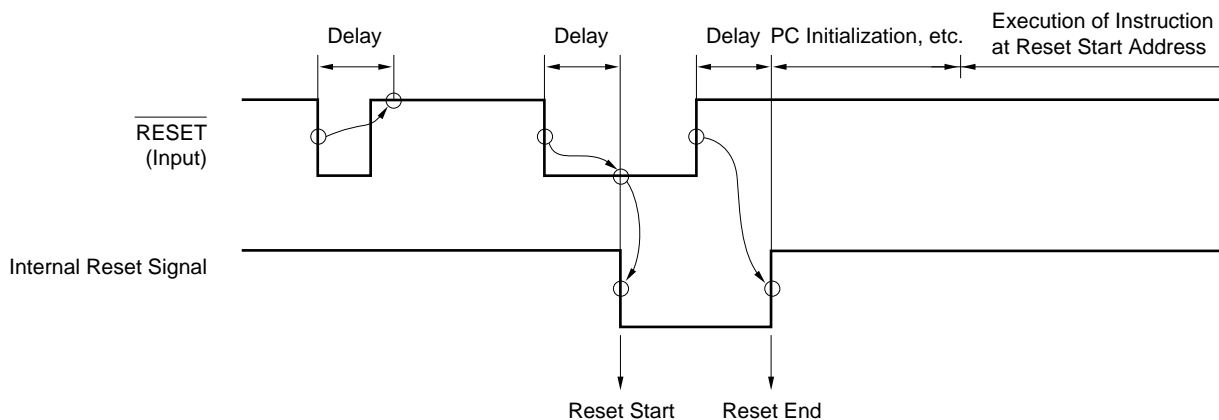 Delay
Delay
Delay
PC Initialization, etc.
Execution of Instruction
at Reset Start Address
RESET
(Input)
Internal Reset Signal
Reset Start
Reset End